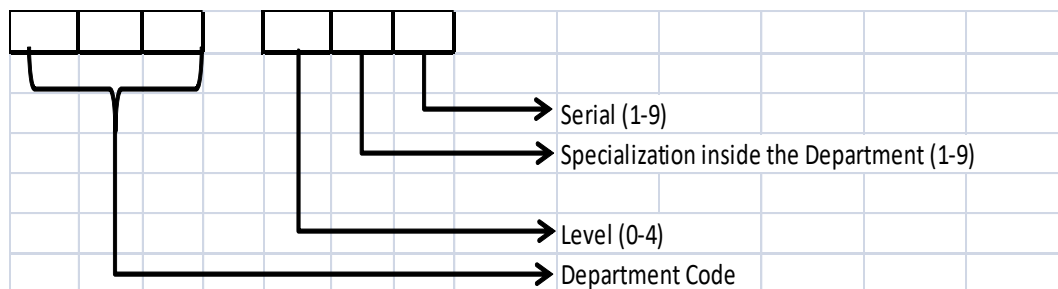 Serial (1-9)
Specialization inside the Department (1-9)
Level (0-4)
Department Code